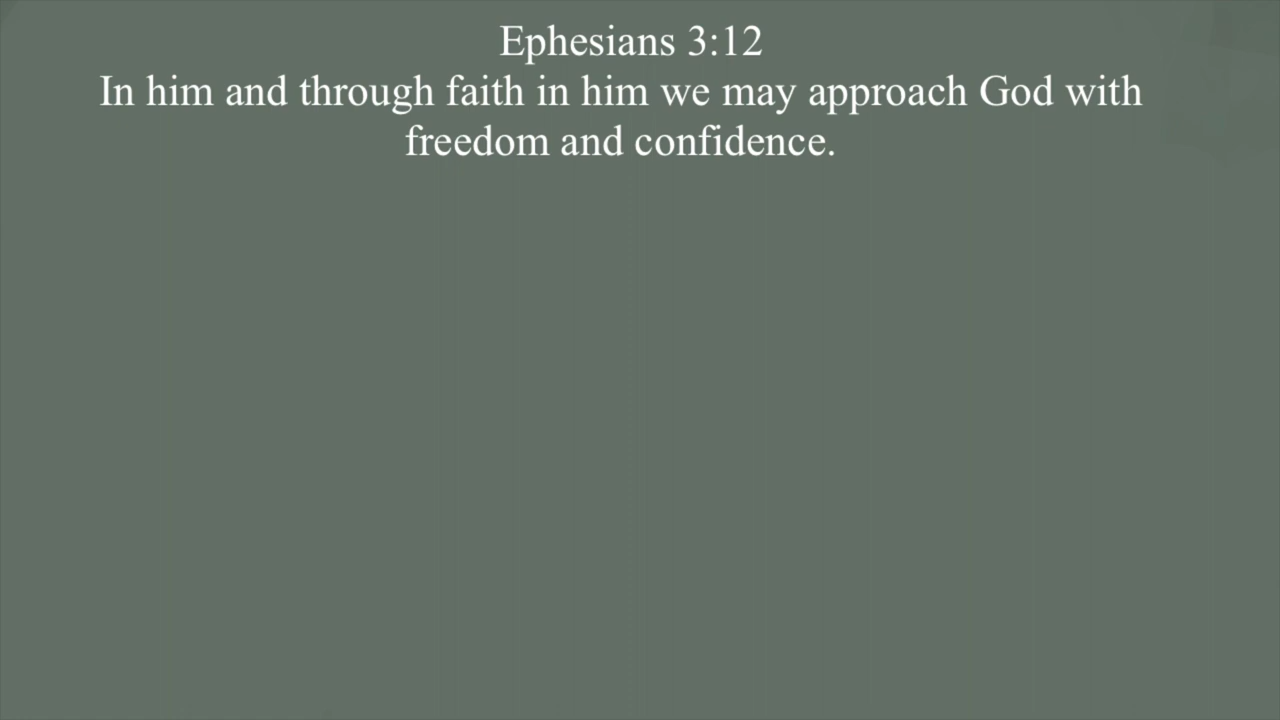 Ephesians 3:12
In him and through faith in him we may approach God with
freedom and confidence.